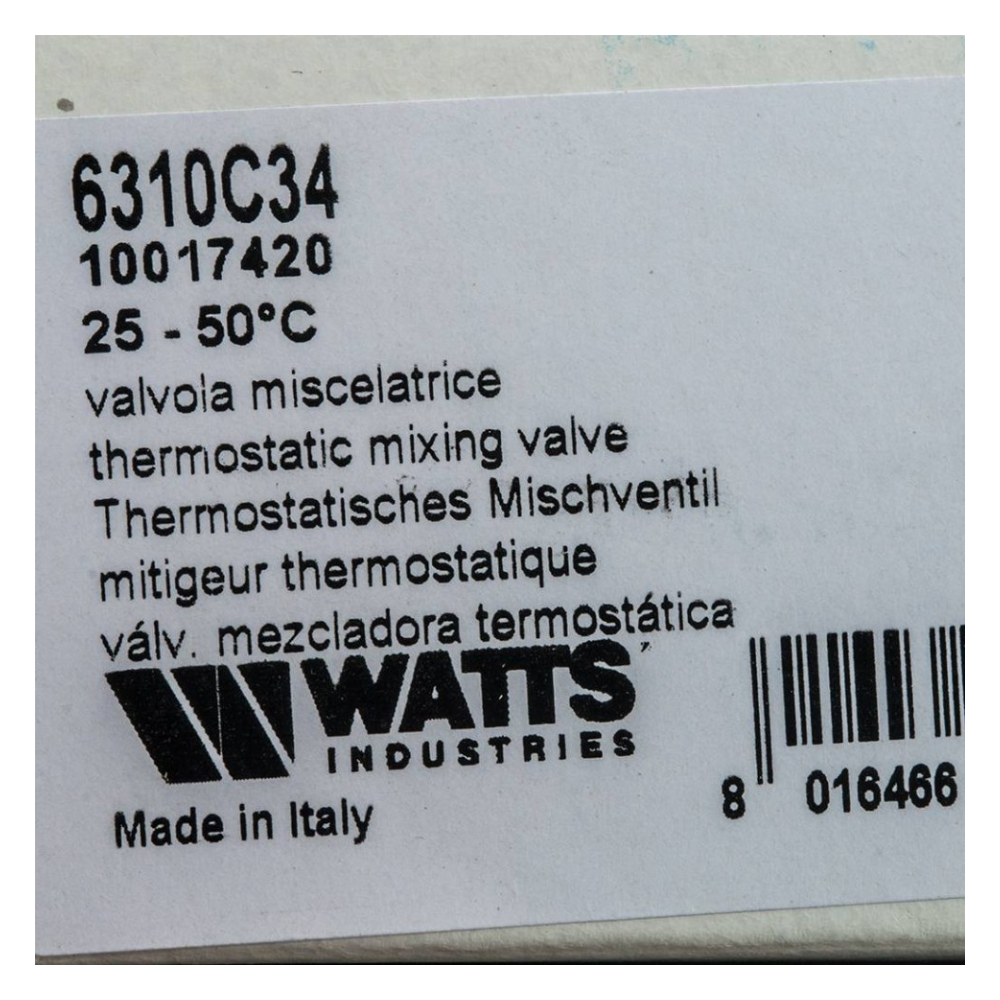 6310C34
10017420
25 - 50°C
valvola miscelatrice
thermostatic mixing valve
Thermostatisches Mischventil
mitigeur thermostatique
válv. mezcladora termostática
WATTS
INDUSTRIES
Made in Italy
8 016466